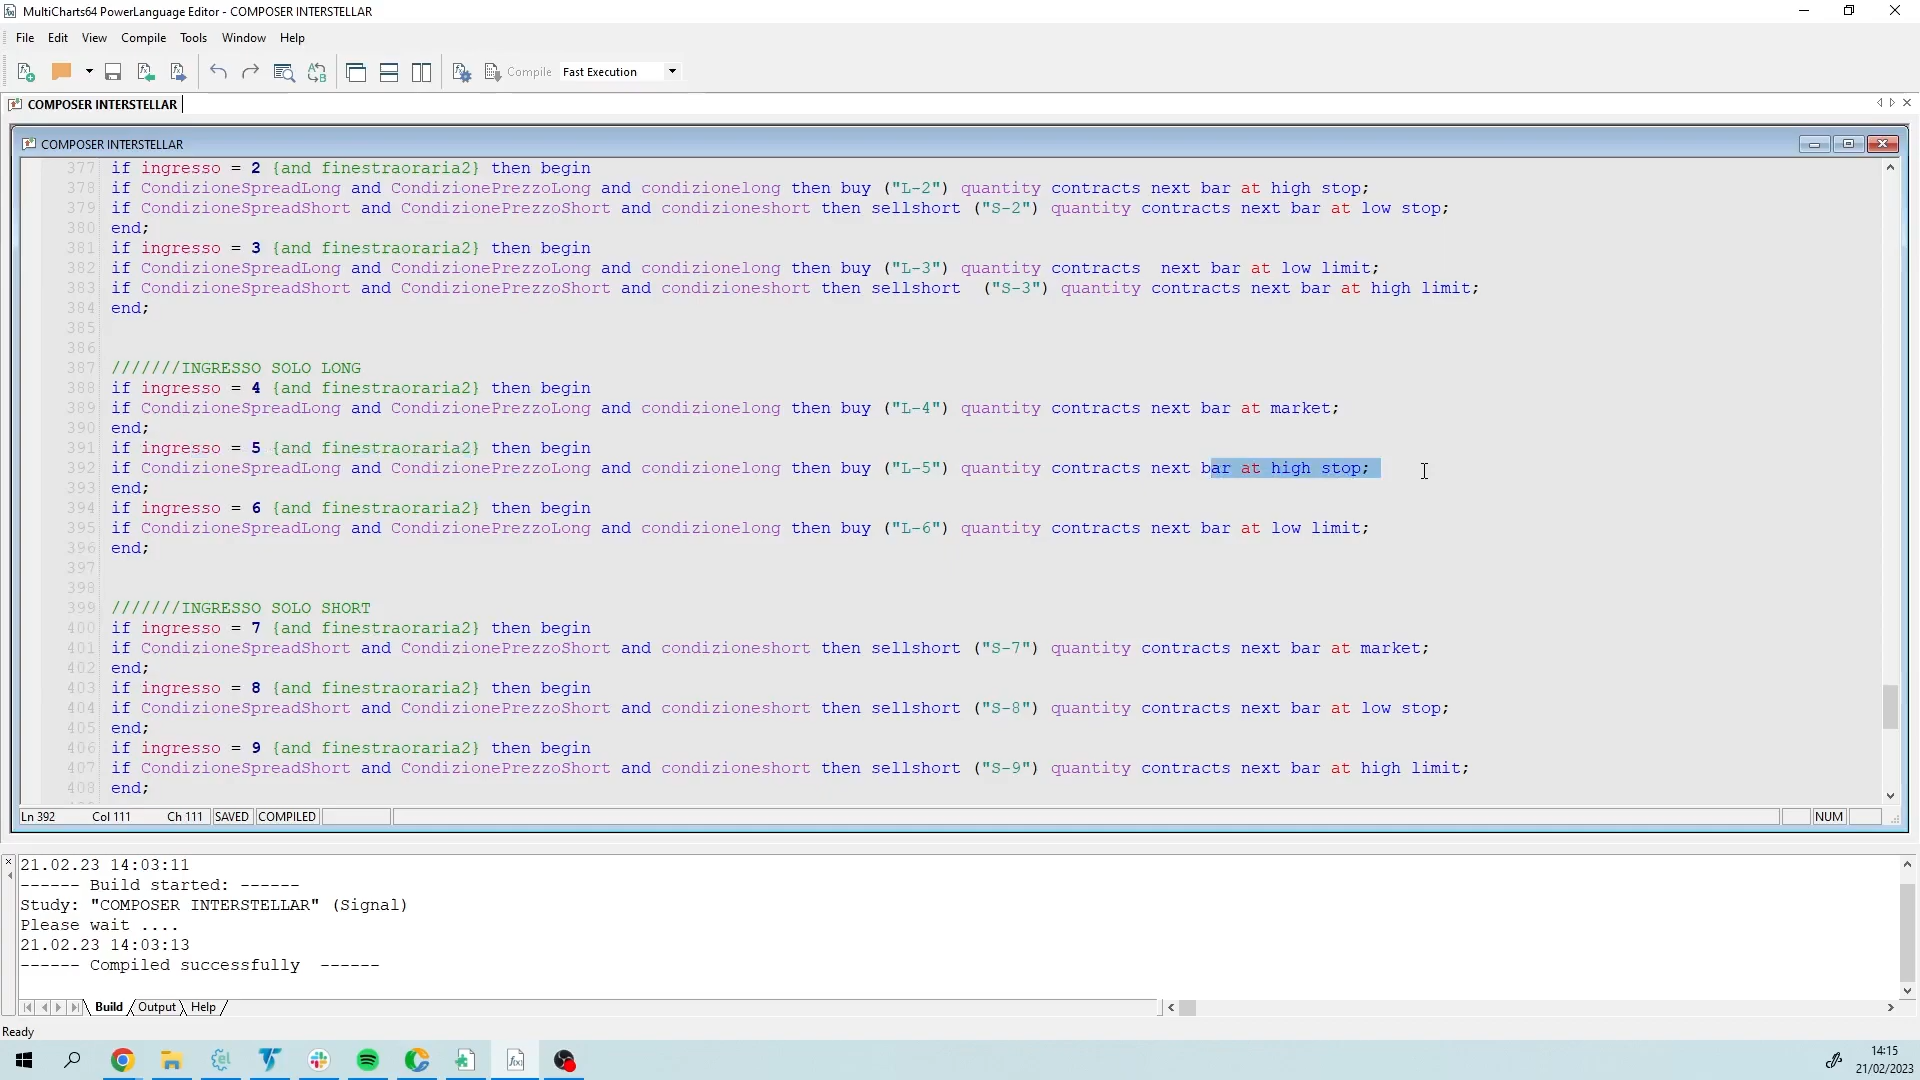 MultiCharts64 PowerLanguage Editor - COMPOSER INTERSTELLAR
File Edit View Compile Tools Window Help
Compile Fast Execution
COMPOSER INTERSTELLAR
COMPOSER INTERSTELLAR
377 if ingresso = 2 {and finestraoraria2} then begin
378 if CondizioneSpreadLong and CondizionePrezzoLong and condizionelong then buy ("L-2") quantity contracts next bar at high stop;
379 if CondizioneSpreadShort and CondizionePrezzoShort and condizioneshort then sellshort ("S-2") quantity contracts next bar at low stop;
380 end;
381 if ingresso = 3 {and finestraoraria2} then begin
382 if CondizioneSpreadLong and CondizionePrezzoLong and condizionelong then buy ("L-3") quantity contracts  next bar at low limit;
383 if CondizioneSpreadShort and CondizionePrezzoShort and condizioneshort then sellshort  ("S-3") quantity contracts next bar at high limit;
384 end;
385
386
387 ///////INGRESSO SOLO LONG
388 if ingresso = 4 {and finestraoraria2} then begin
389 if CondizioneSpreadLong and CondizionePrezzoLong and condizionelong then buy ("L-4") quantity contracts next bar at market;
390 end;
391 if ingresso = 5 {and finestraoraria2} then begin
392 if CondizioneSpreadLong and CondizionePrezzoLong and condizionelong then buy ("L-5") quantity contracts next bar at high stop;
393 end;
394 if ingresso = 6 {and finestraoraria2} then begin
395 if CondizioneSpreadLong and CondizionePrezzoLong and condizionelong then buy ("L-6") quantity contracts next bar at low limit;
396 end;
397
398
399 ///////INGRESSO SOLO SHORT
400 if ingresso = 7 {and finestraoraria2} then begin
401 if CondizioneSpreadShort and CondizionePrezzoShort and condizioneshort then sellshort ("S-7") quantity contracts next bar at market;
402 end;
403 if ingresso = 8 {and finestraoraria2} then begin
404 if CondizioneSpreadShort and CondizionePrezzoShort and condizioneshort then sellshort ("S-8") quantity contracts next bar at low stop;
405 end;
406 if ingresso = 9 {and finestraoraria2} then begin
407 if CondizioneSpreadShort and CondizionePrezzoShort and condizioneshort then sellshort ("S-9") quantity contracts next bar at high limit;
408 end;
Ln 392 Col 111 Ch 111 SAVED COMPILED NUM
21.02.23 14:03:11
------ Build started: ------
Study: "COMPOSER INTERSTELLAR" (Signal)
Please wait ....
21.02.23 14:03:13
------ Compiled successfully  ------
Build Output Help
Ready
14:15
21/02/2023